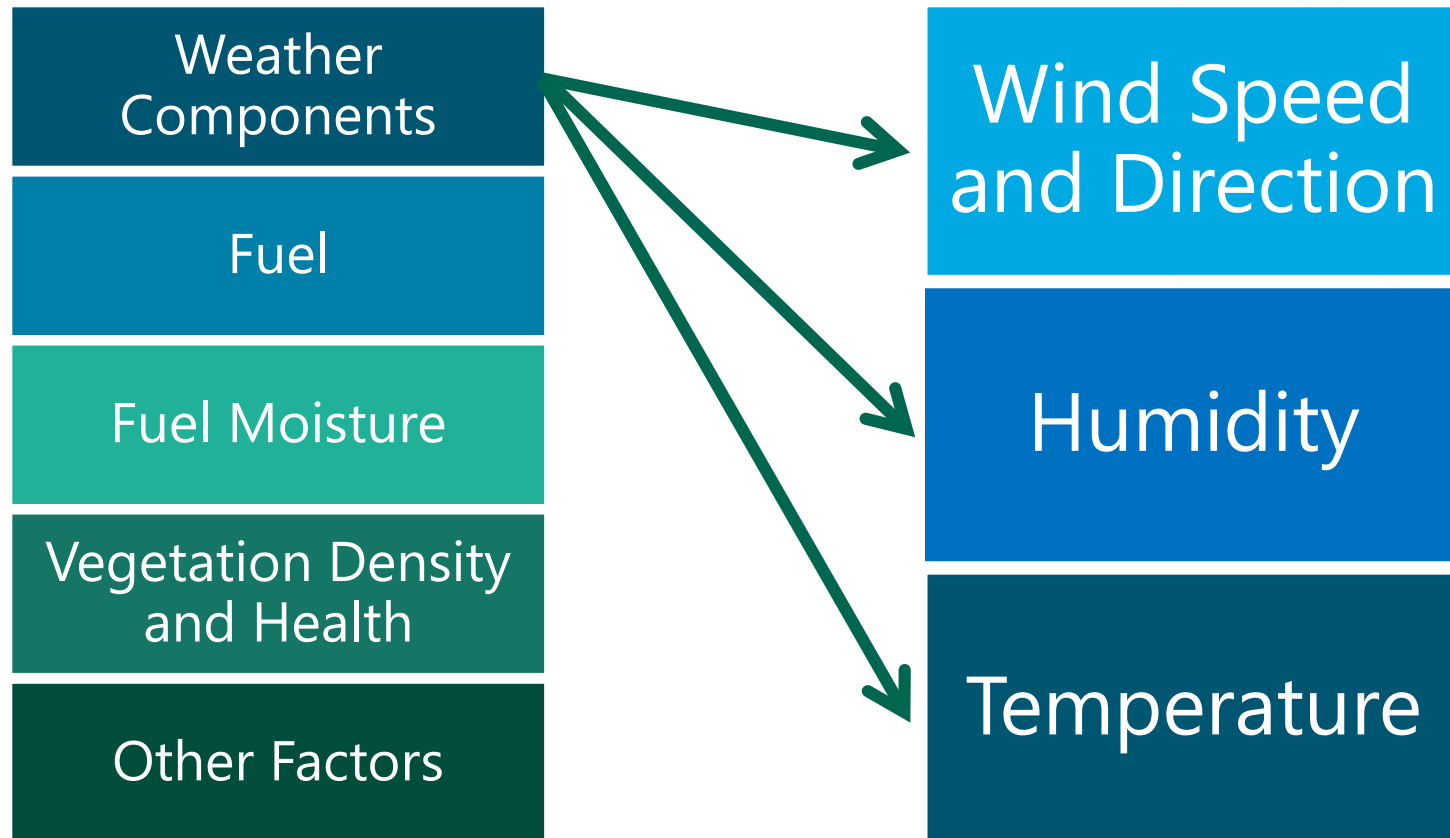 Weather
Components
Fuel
Fuel Moisture
Vegetation Density
and Health
Other Factors
Wind Speed
and Direction
Humidity
Temperature